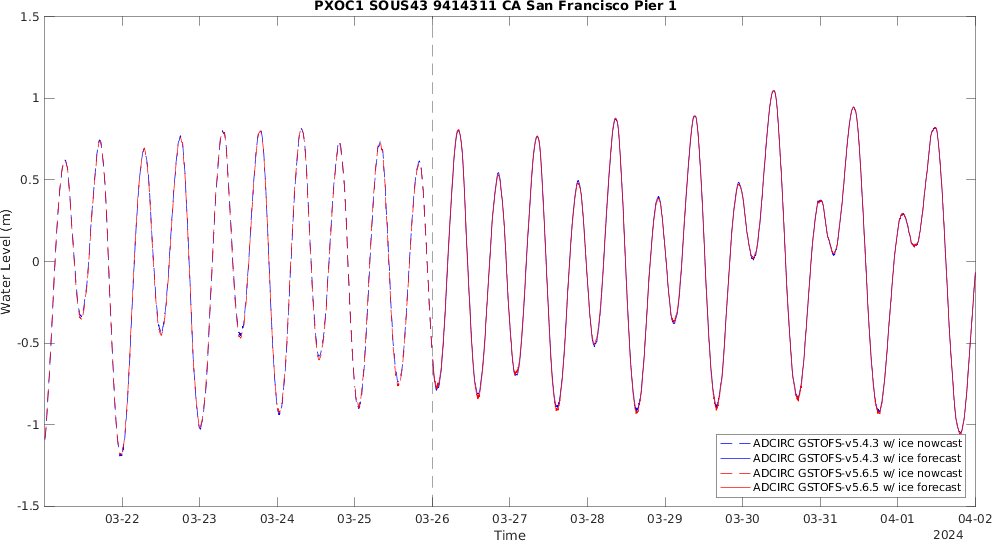 PXOC1 SOUS43 9414311 CA San Francisco Pier 1
1.5
1
0.5
0
-0.5
-1
-1.5
Water Level (m)
ADCIRC GSTOFS-v5.4.3 w/ ice nowcast
ADCIRC GSTOFS-v5.4.3 w/ ice forecast
ADCIRC GSTOFS-v5.6.5 w/ ice nowcast
ADCIRC GSTOFS-v5.6.5 w/ ice forecast
03-22 03-23 03-24 03-25 03-26 03-27 03-28 03-29 03-30 03-31 04-01 04-02
Time
2024